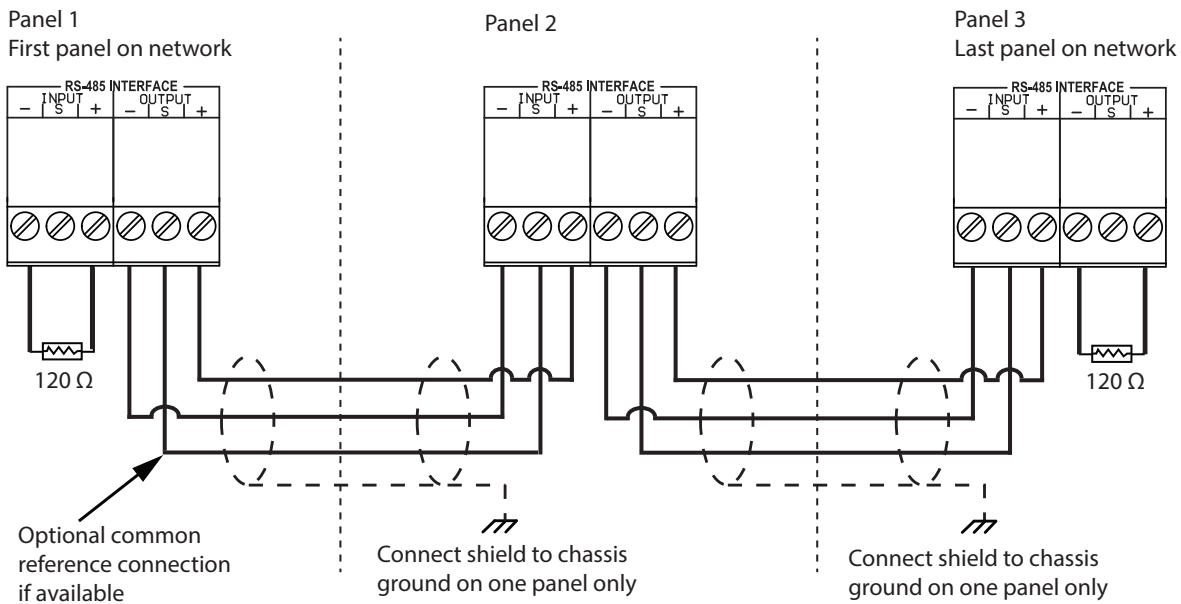 Panel 1
First panel on network
Panel 2
Panel 3
Last panel on network
RS-485 INTERFACE
INPUT OUTPUT
− S + − S +
RS-485 INTERFACE
INPUT OUTPUT
− S + − S +
RS-485 INTERFACE
INPUT OUTPUT
− S + − S +
120 Ω
120 Ω
Optional common
reference connection
if available
Connect shield to chassis
ground on one panel only
Connect shield to chassis
ground on one panel only